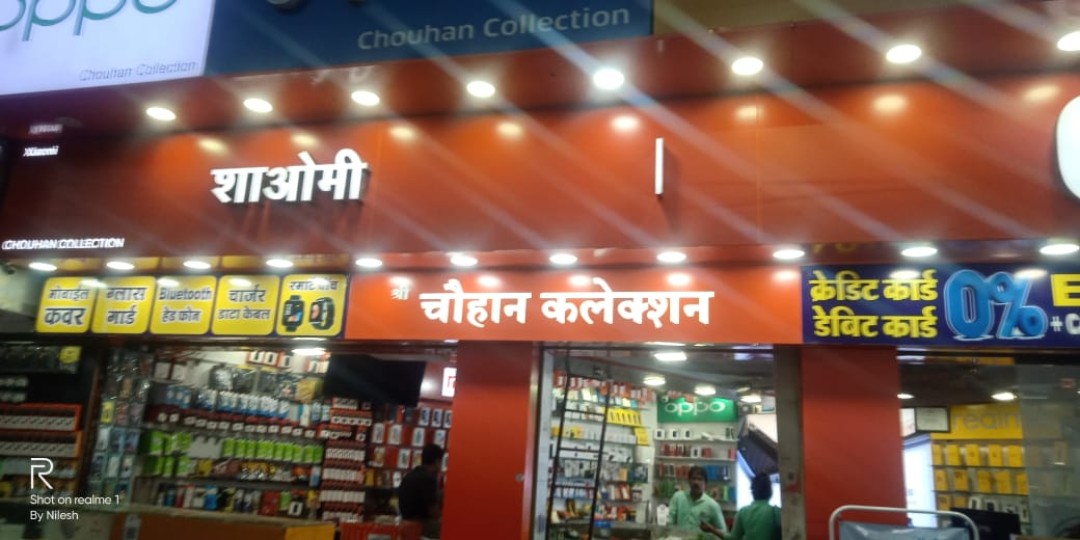 oppo
Chouhan Collection
Chouhan Collection
Xiaomi
शाओमी
CHOUHAN COLLECTION
मोबाईल कवर
ग्लास गार्ड
Bluetooth हेड फोन
चार्जर डाटा केबल
स्मार्ट वॉच
श्री चौहान कलेक्शन
क्रेडिट कार्ड
डेबिट कार्ड
0%
oppo
Shot on realme 1
By Nilesh